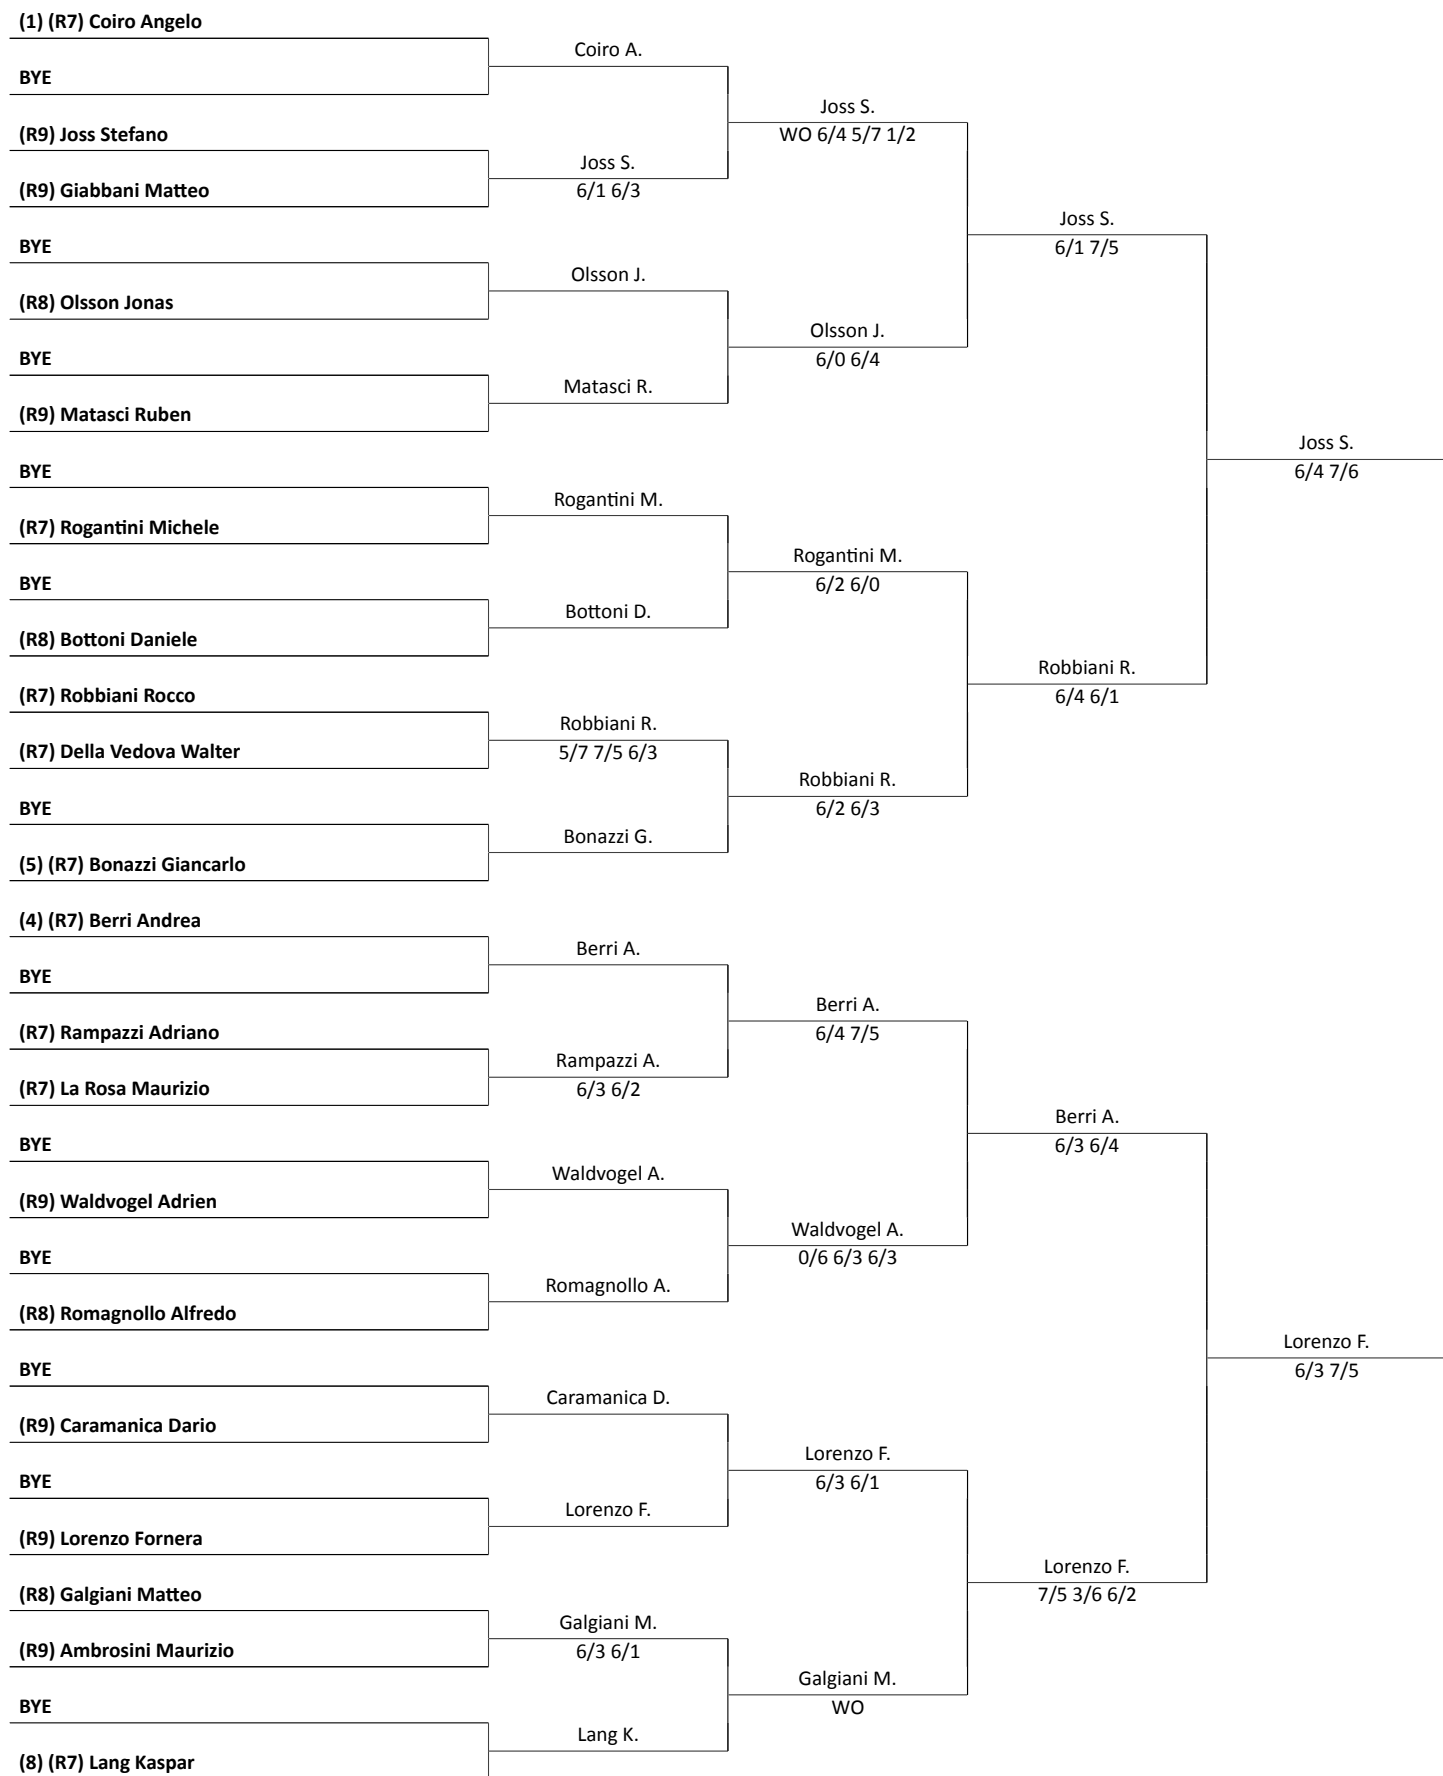 (1) (R7) Coiro Angelo
BYE
(R9) Joss Stefano
(R9) Giabbani Matteo
BYE
(R8) Olsson Jonas
BYE
(R9) Matasci Ruben
BYE
(R7) Rogantini Michele
BYE
(R8) Bottoni Daniele
(R7) Robbiani Rocco
(R7) Della Vedova Walter
BYE
(5) (R7) Bonazzi Giancarlo
(4) (R7) Berri Andrea
BYE
(R7) Rampazzi Adriano
(R7) La Rosa Maurizio
BYE
(R9) Waldvogel Adrien
BYE
(R8) Romagnollo Alfredo
BYE
(R9) Caramanica Dario
BYE
(R9) Lorenzo Fornera
(R8) Galgiani Matteo
(R9) Ambrosini Maurizio
BYE
(8) (R7) Lang Kaspar
Coiro A.
Joss S.
6/1 6/3
Olsson J.
Matasci R.
Rogantini M.
Bottoni D.
Robbiani R.
5/7 7/5 6/3
Bonazzi G.
Berri A.
Rampazzi A.
6/3 6/2
Waldvogel A.
Romagnollo A.
Caramanica D.
Lorenzo F.
Galgiani M.
6/3 6/1
Lang K.
Joss S.
WO 6/4 5/7 1/2
Olsson J.
6/0 6/4
Rogantini M.
6/2 6/0
Robbiani R.
6/2 6/3
Berri A.
6/4 7/5
Waldvogel A.
0/6 6/3 6/3
Lorenzo F.
6/3 6/1
Galgiani M.
WO
Joss S.
6/1 7/5
Robbiani R.
6/4 6/1
Berri A.
6/3 6/4
Lorenzo F.
7/5 3/6 6/2
Joss S.
6/4 7/6
Lorenzo F.
6/3 7/5